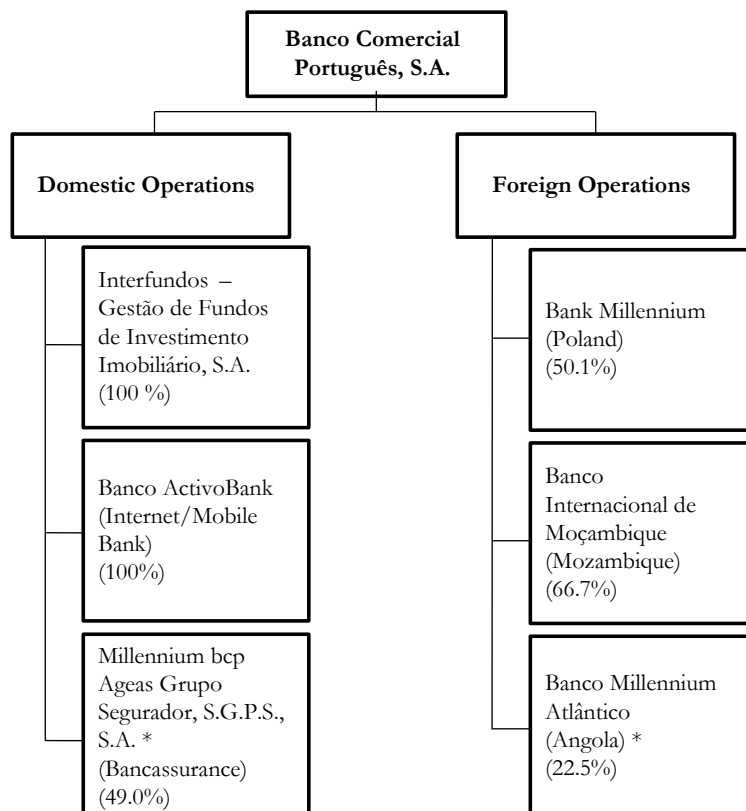 Banco Comercial
Português, S.A.
Domestic Operations
Interfundos –
Gestão de Fundos
de Investimento
Imobiliário, S.A.
(100 %)
Banco ActivoBank
(Internet/Mobile
Bank)
(100%)
Millennium bcp
Ageas Grupo
Segurador, S.G.P.S.,
S.A. *
(Bancassurance)
(49.0%)
Foreign Operations
Bank Millennium
(Poland)
(50.1%)
Banco
Internacional de
Moçambique
(Mozambique)
(66.7%)
Banco Millennium
Atlântico
(Angola) *
(22.5%)